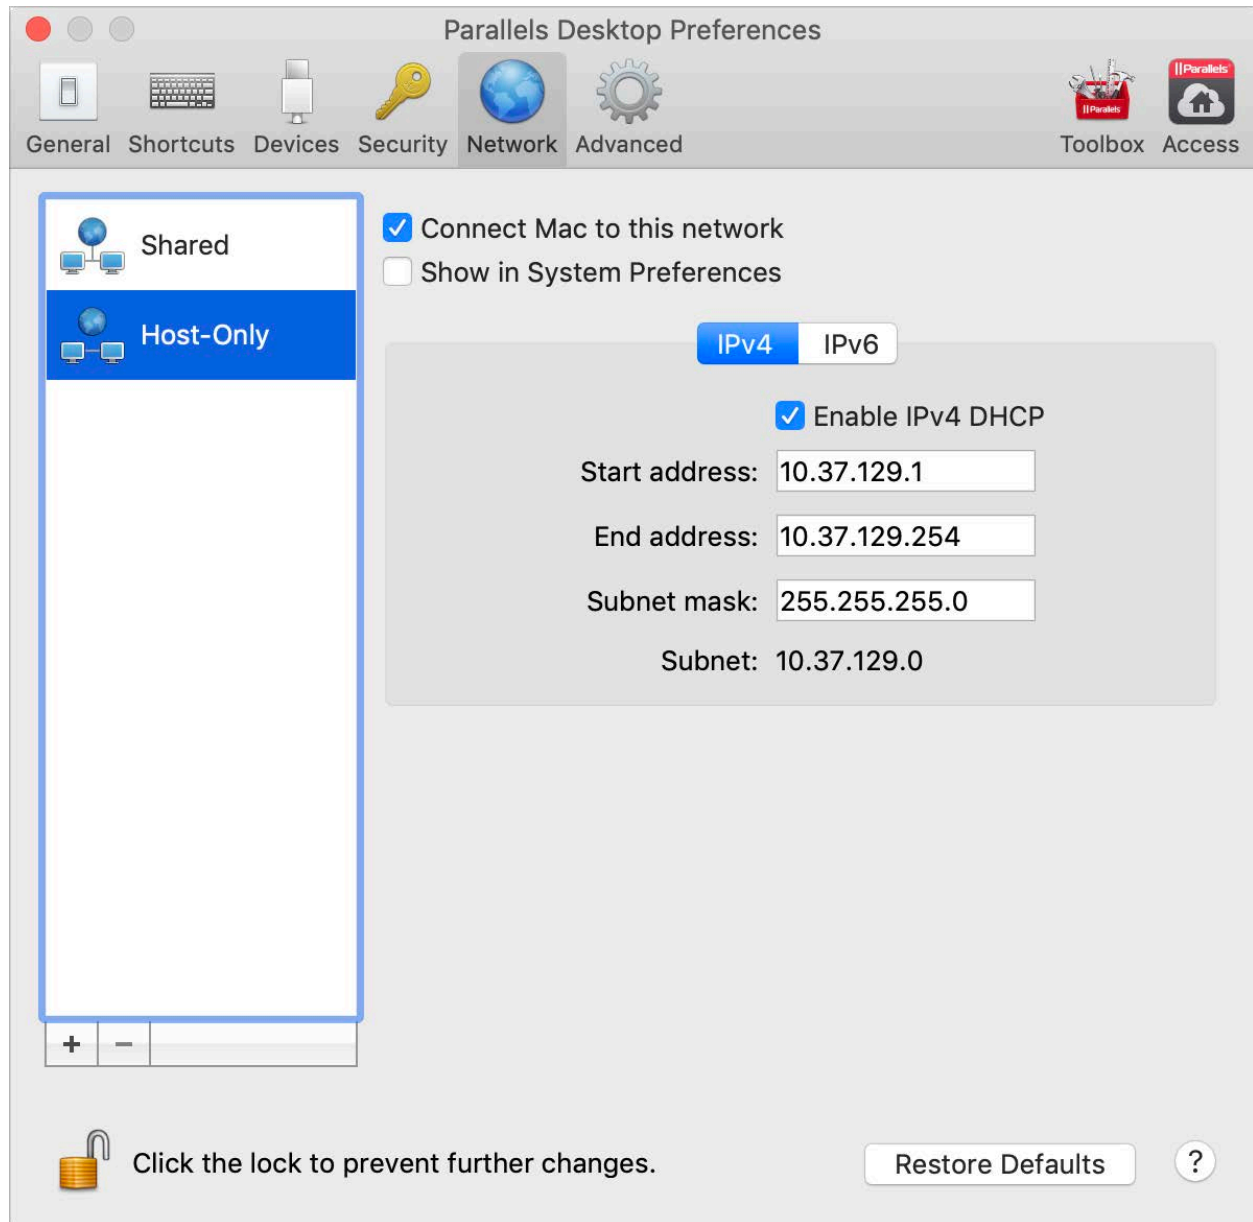 Parallels Desktop Preferences
||Parallels
||Parallels
General Shortcuts Devices Security Network Advanced Toolbox Access
Shared
Host-Only
Connect Mac to this network
Show in System Preferences
IPv4 IPv6
Enable IPv4 DHCP
Start address: 10.37.129.1
End address: 10.37.129.254
Subnet mask: 255.255.255.0
Subnet: 10.37.129.0
+ −
Click the lock to prevent further changes.
Restore Defaults ?